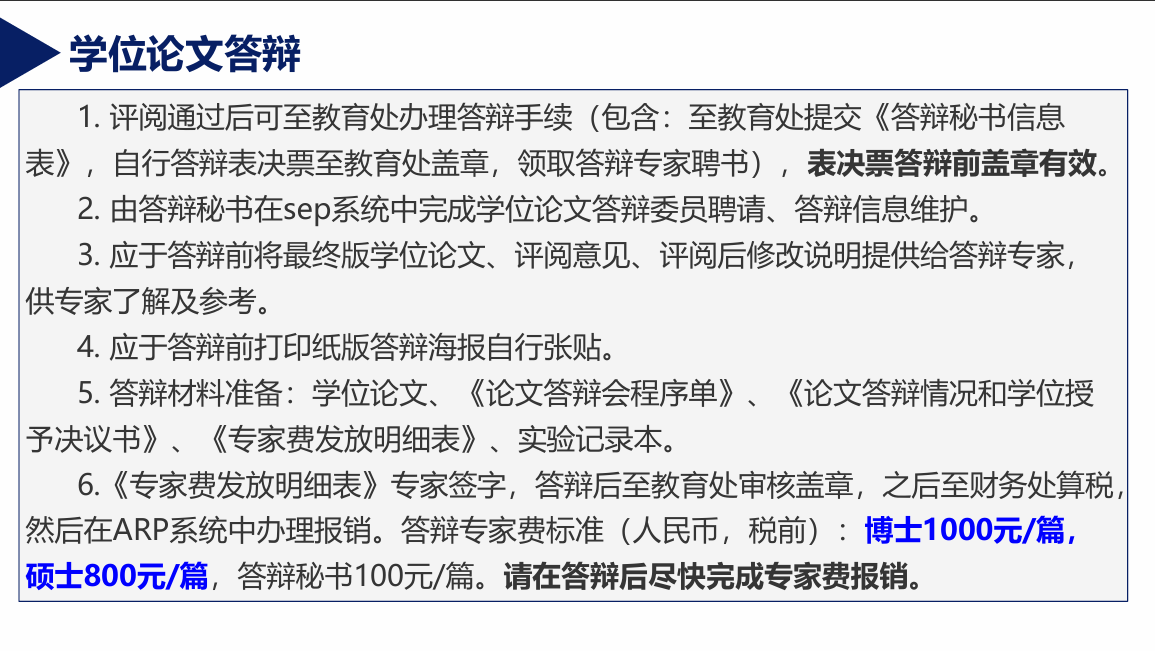 学位论文答辩
1. 评阅通过后可至教育处办理答辩手续（包含：至教育处提交《答辩秘书信息
表》，自行答辩表决票至教育处盖章，领取答辩专家聘书），表决票答辩前盖章有效。
2. 由答辩秘书在sep系统中完成学位论文答辩委员聘请、答辩信息维护。
3. 应于答辩前将最终版学位论文、评阅意见、评阅后修改说明提供给答辩专家，
供专家了解及参考。
4. 应于答辩前打印纸版答辩海报自行张贴。
5. 答辩材料准备：学位论文、《论文答辩会程序单》、《论文答辩情况和学位授
予决议书》、《专家费发放明细表》、实验记录本。
6.《专家费发放明细表》专家签字，答辩后至教育处审核盖章，之后至财务处算税，
然后在ARP系统中办理报销。答辩专家费标准（人民币，税前）：博士1000元/篇，
硕士800元/篇，答辩秘书100元/篇。请在答辩后尽快完成专家费报销。